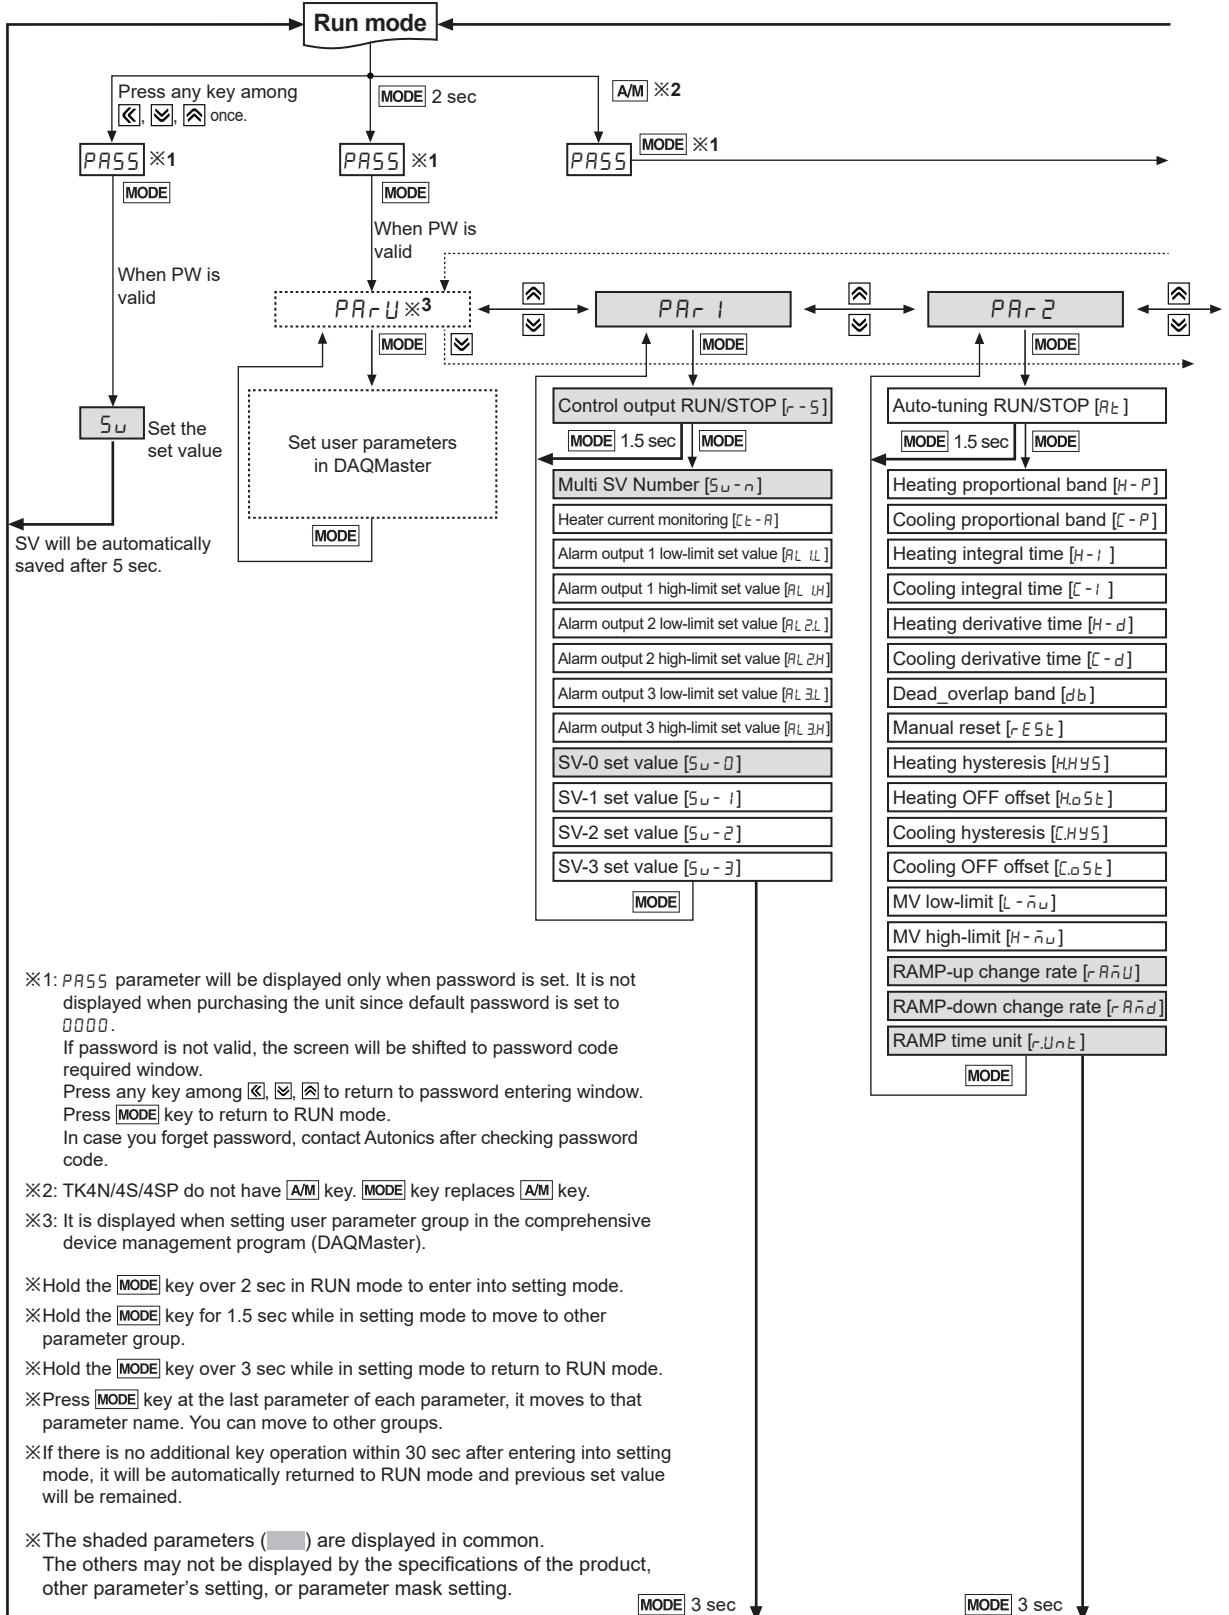 Run mode
Press any key among
«, ︾, ︽ once.
MODE 2 sec
A/M ※2
PASS ※1
MODE
PASS ※1
MODE
PASS
MODE ※1
When PW is
valid
When PW is
valid
PArU ※3
︽
︾
PAr1
︽
︾
PAr2
︽
︾
MODE
︾
MODE
MODE
Sv
Set the
set value
SV will be automatically
saved after 5 sec.
Set user parameters
in DAQMaster
MODE
Control output RUN/STOP [r-S]
MODE 1.5 sec
MODE
Multi SV Number [Sv-n]
Heater current monitoring [Ct-A]
Alarm output 1 low-limit set value [AL1.L]
Alarm output 1 high-limit set value [AL1.H]
Alarm output 2 low-limit set value [AL2.L]
Alarm output 2 high-limit set value [AL2.H]
Alarm output 3 low-limit set value [AL3.L]
Alarm output 3 high-limit set value [AL3.H]
SV-0 set value [Sv-0]
SV-1 set value [Sv-1]
SV-2 set value [Sv-2]
SV-3 set value [Sv-3]
MODE
Auto-tuning RUN/STOP [At]
MODE 1.5 sec
MODE
Heating proportional band [H-P]
Cooling proportional band [C-P]
Heating integral time [H-I]
Cooling integral time [C-I]
Heating derivative time [H-d]
Cooling derivative time [C-d]
Dead_overlap band [db]
Manual reset [rESt]
Heating hysteresis [H.HYS]
Heating OFF offset [H.oSt]
Cooling hysteresis [C.HYS]
Cooling OFF offset [C.oSt]
MV low-limit [L-mv]
MV high-limit [H-mv]
RAMP-up change rate [rAmU]
RAMP-down change rate [rAmd]
RAMP time unit [r.Unt]
MODE
※1: PASS parameter will be displayed only when password is set. It is not
displayed when purchasing the unit since default password is set to
0000.
If password is not valid, the screen will be shifted to password code
required window.
Press any key among «, ︾, ︽ to return to password entering window.
Press MODE key to return to RUN mode.
In case you forget password, contact Autonics after checking password
code.
※2: TK4N/4S/4SP do not have A/M key. MODE key replaces A/M key.
※3: It is displayed when setting user parameter group in the comprehensive
device management program (DAQMaster).
※Hold the MODE key over 2 sec in RUN mode to enter into setting mode.
※Hold the MODE key for 1.5 sec while in setting mode to move to other
parameter group.
※Hold the MODE key over 3 sec while in setting mode to return to RUN mode.
※Press MODE key at the last parameter of each parameter, it moves to that
parameter name. You can move to other groups.
※If there is no additional key operation within 30 sec after entering into setting
mode, it will be automatically returned to RUN mode and previous set value
will be remained.
※The shaded parameters ( ) are displayed in common.
The others may not be displayed by the specifications of the product,
other parameter's setting, or parameter mask setting.
MODE 3 sec
MODE 3 sec